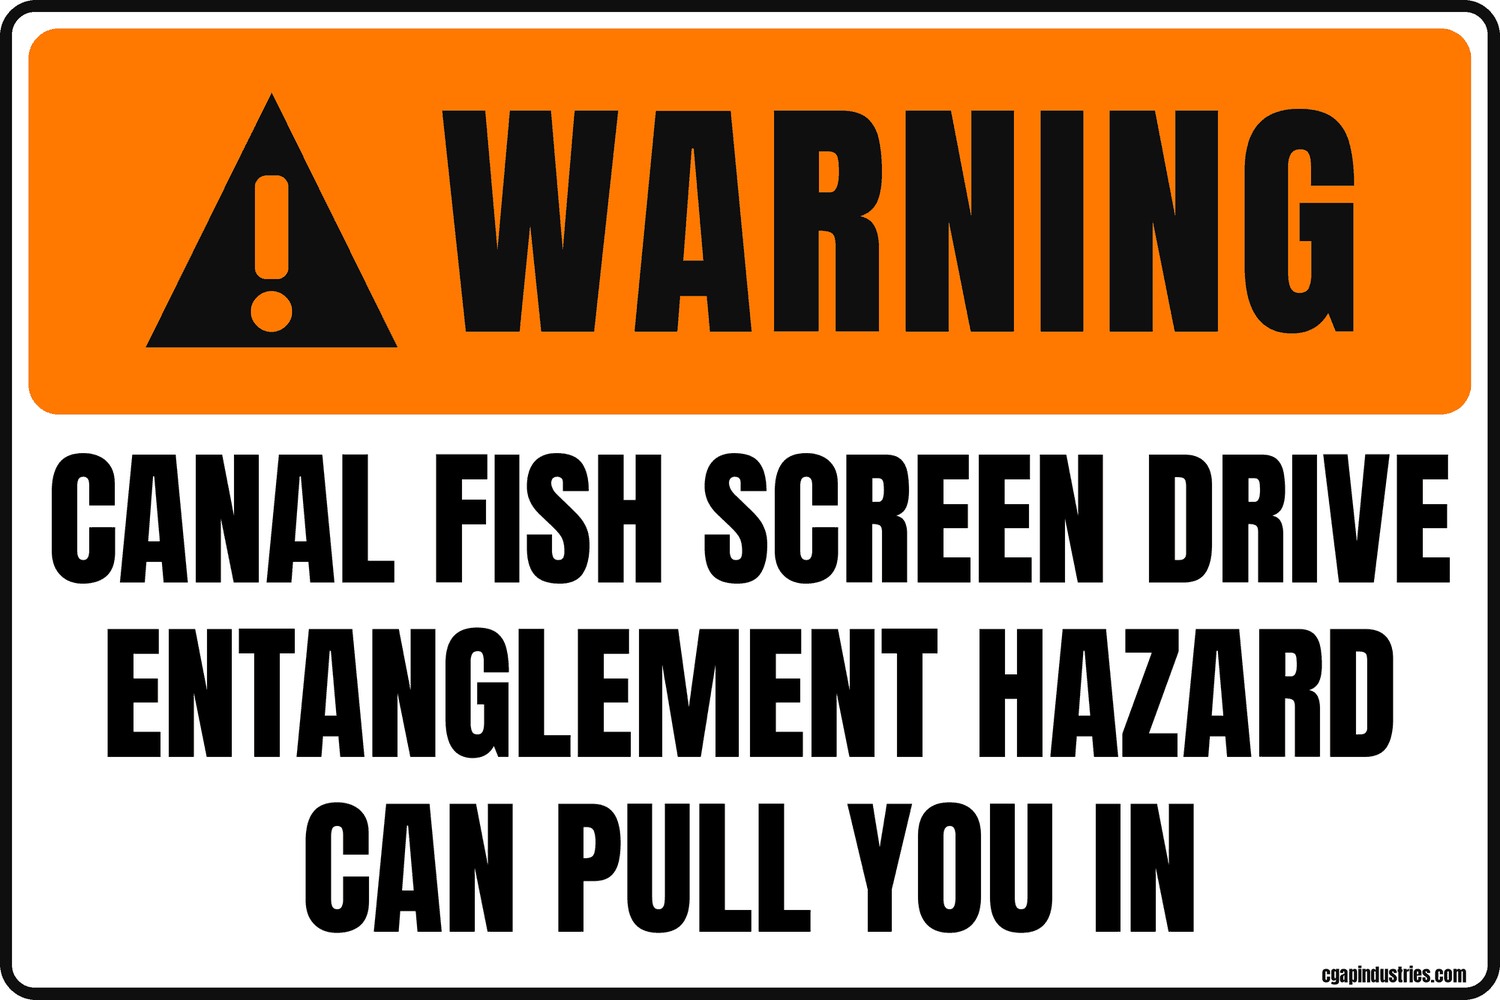 WARNING
CANAL FISH SCREEN DRIVE
ENTANGLEMENT HAZARD
CAN PULL YOU IN
cgapindustries.com